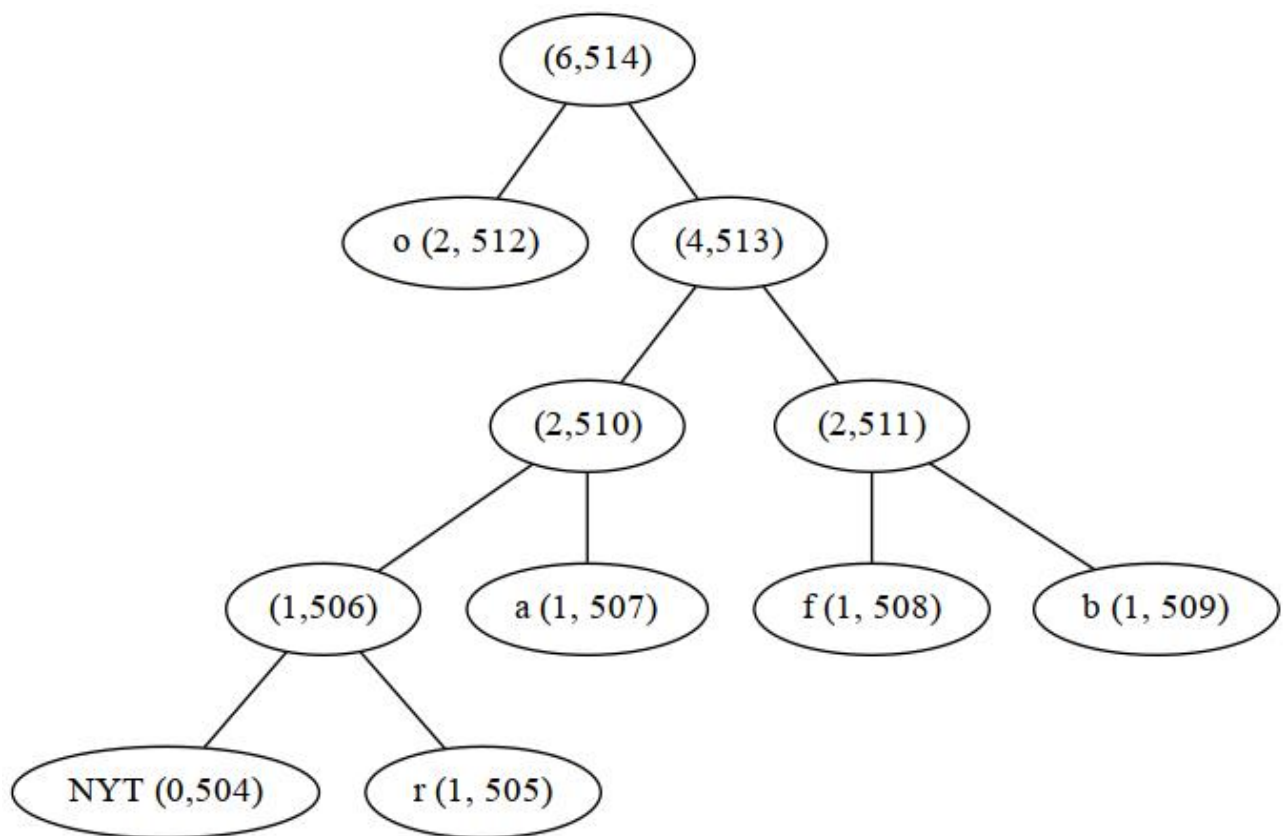 (6,514)
o (2, 512)
(4,513)
(2,510)
(2,511)
(1,506)
a (1, 507)
f (1, 508)
b (1, 509)
NYT (0,504)
r (1, 505)